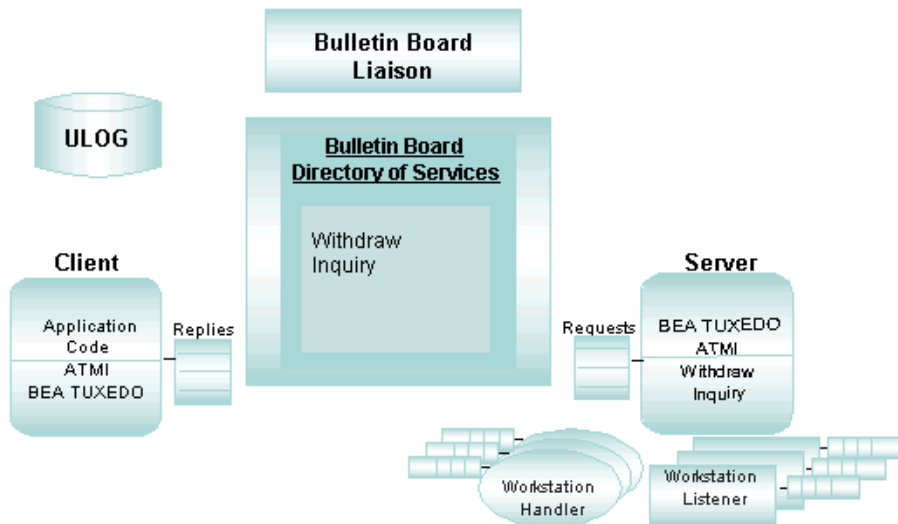 Bulletin Board
Liaison
ULOG
Bulletin Board
Directory of Services
Withdraw
Inquiry
Client
Application
Code
ATMI
BEA TUXEDO
Replies
Requests
Server
BEA TUXEDO
ATMI
Withdraw
Inquiry
Workstation
Handler
Workstation
Listener